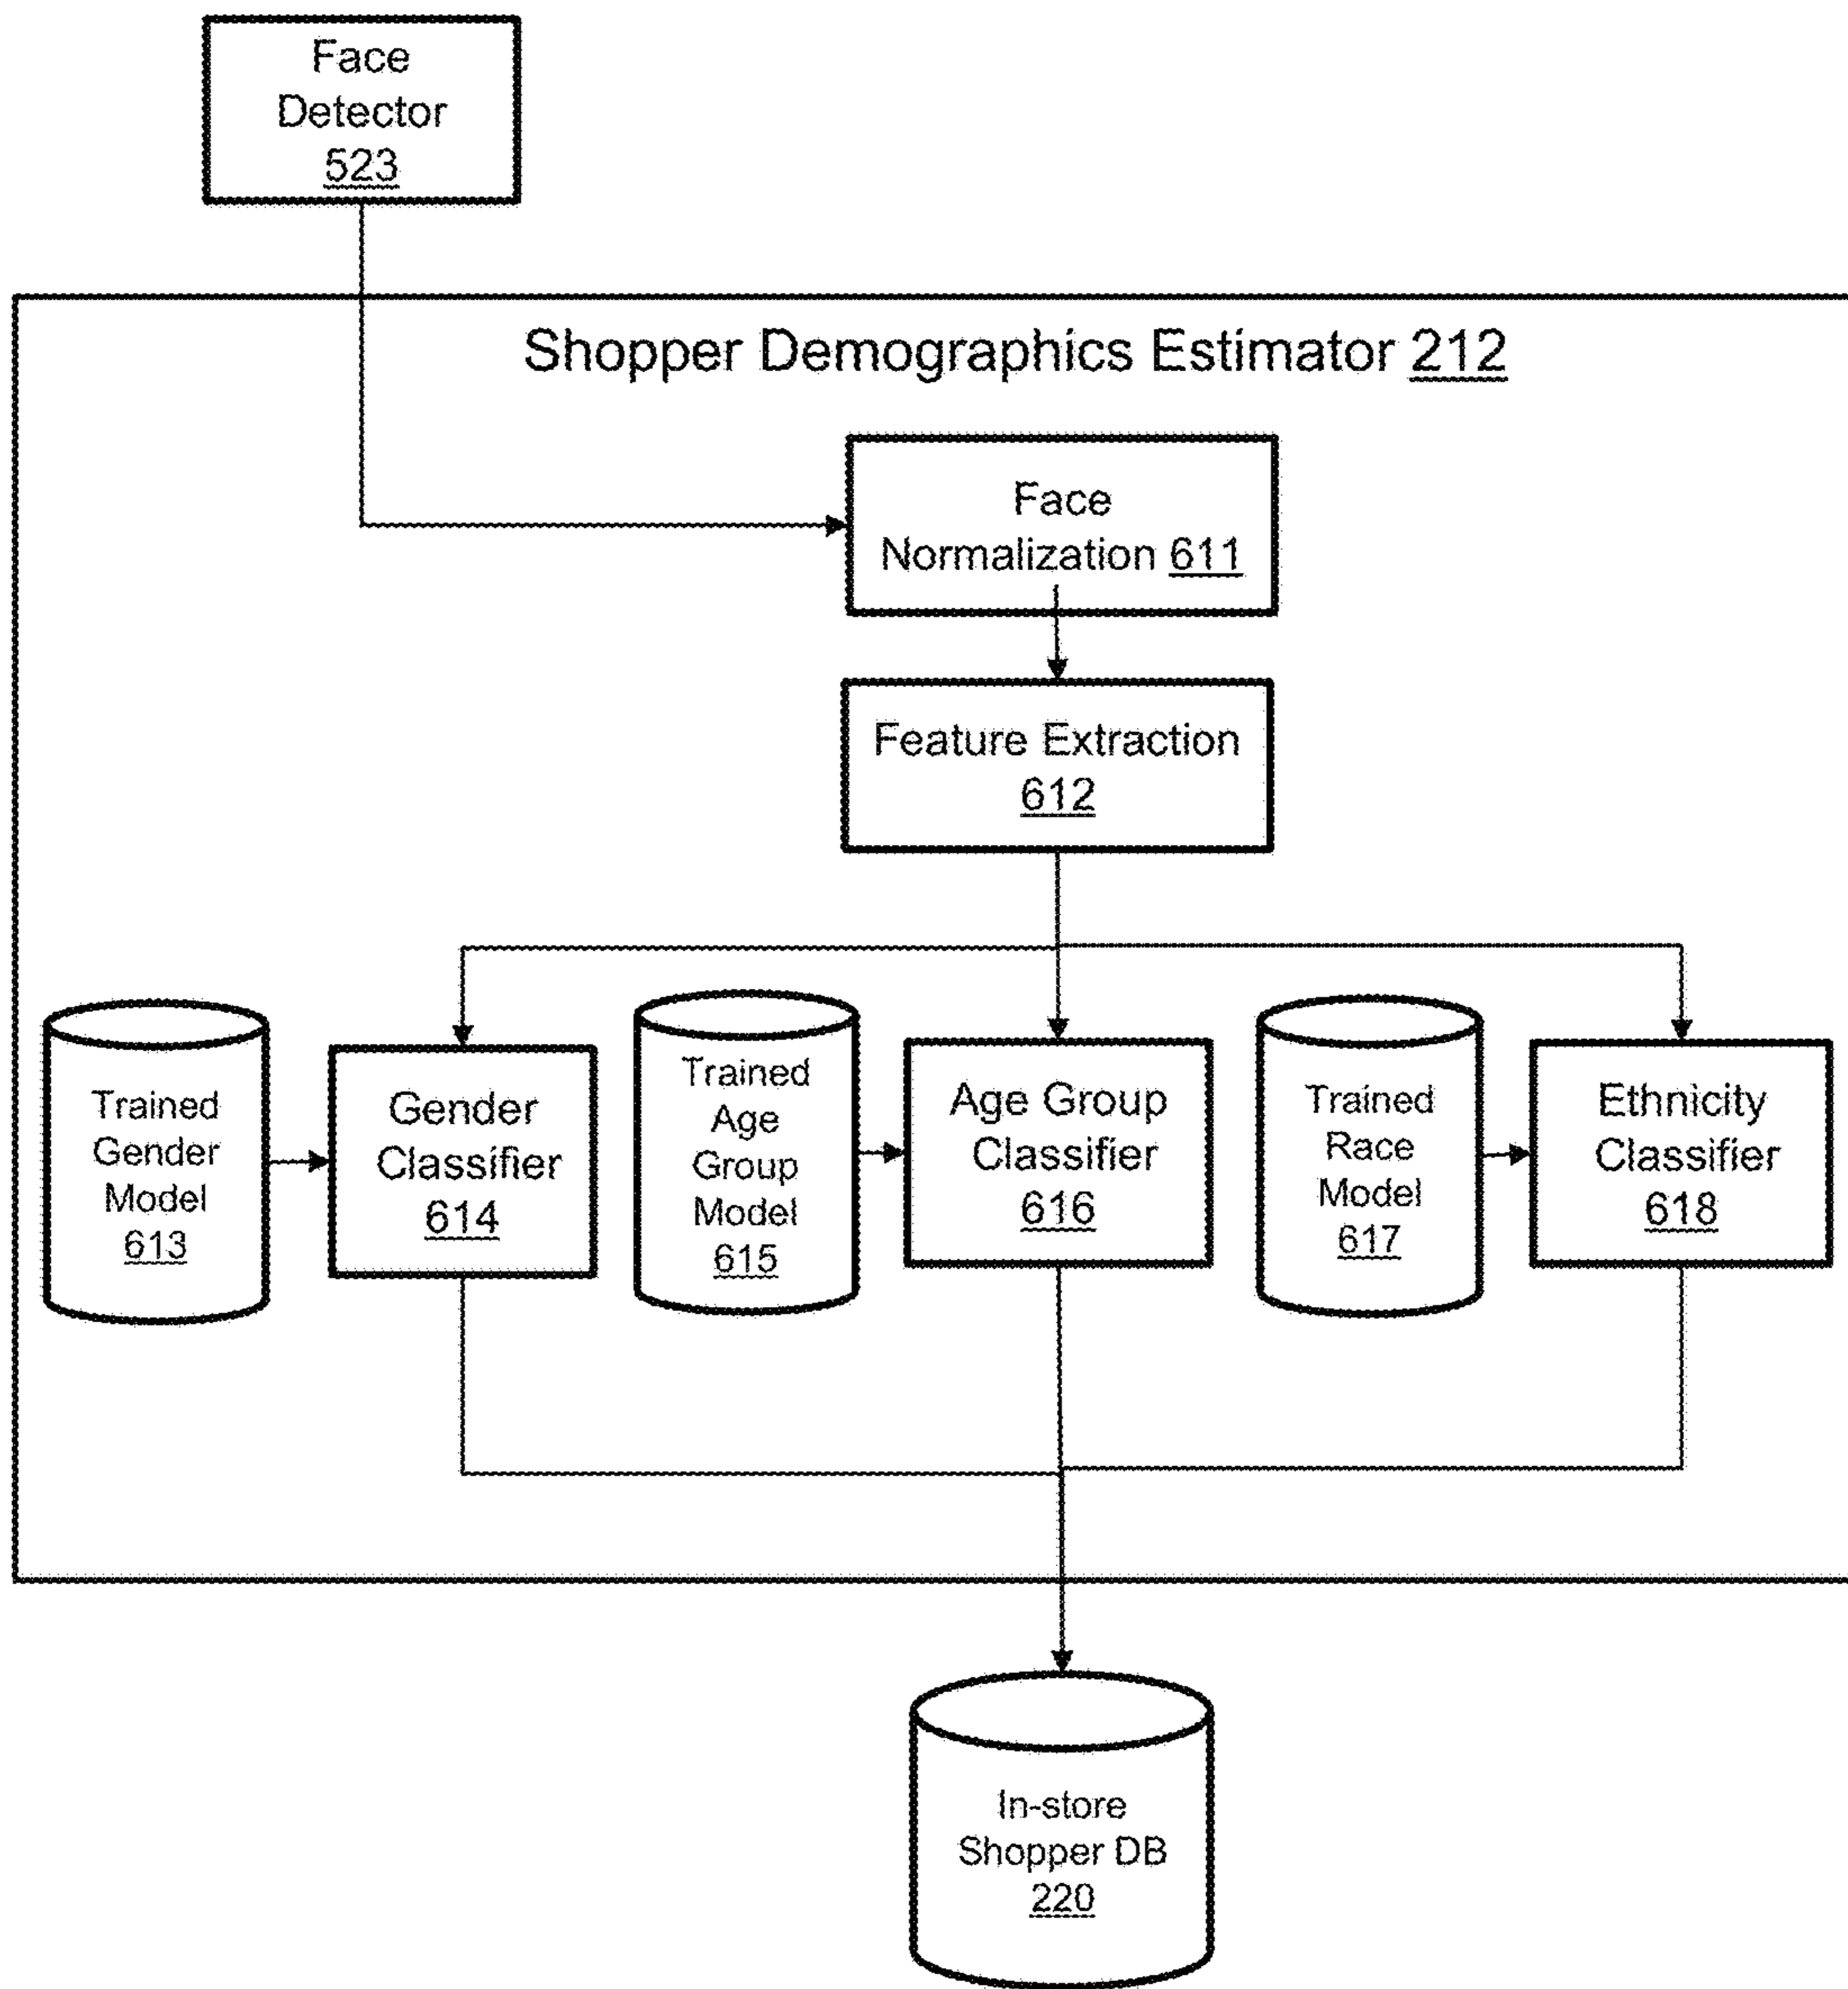 Face
Detector
523
Shopper Demographics Estimator 212
Face
Normalization 611
Feature Extraction
612
Trained
Gender
Model
613
Gender
Classifier
614
Trained
Age
Group
Model
615
Age Group
Classifier
616
Trained
Race
Model
617
Ethnicity
Classifier
618
In-store
Shopper DB
220